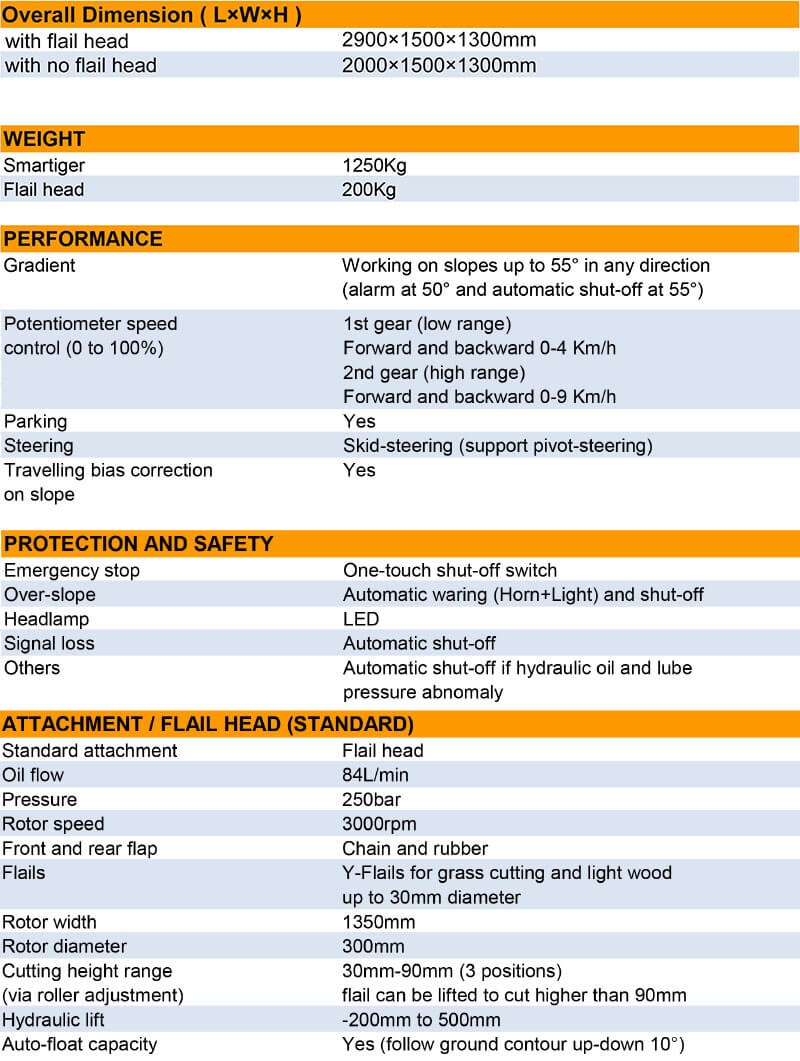 Overall Dimension ( L×W×H )
with flail head 2900×1500×1300mm
with no flail head 2000×1500×1300mm
WEIGHT
Smartiger 1250Kg
Flail head 200Kg
PERFORMANCE
Gradient Working on slopes up to 55° in any direction
(alarm at 50° and automatic shut-off at 55°)
Potentiometer speed 1st gear (low range)
control (0 to 100%) Forward and backward 0-4 Km/h
2nd gear (high range)
Forward and backward 0-9 Km/h
Parking Yes
Steering Skid-steering (support pivot-steering)
Travelling bias correction Yes
on slope
PROTECTION AND SAFETY
Emergency stop One-touch shut-off switch
Over-slope Automatic waring (Horn+Light) and shut-off
Headlamp LED
Signal loss Automatic shut-off
Others Automatic shut-off if hydraulic oil and lube
pressure abnomaly
ATTACHMENT / FLAIL HEAD (STANDARD)
Standard attachment Flail head
Oil flow 84L/min
Pressure 250bar
Rotor speed 3000rpm
Front and rear flap Chain and rubber
Flails Y-Flails for grass cutting and light wood
up to 30mm diameter
Rotor width 1350mm
Rotor diameter 300mm
Cutting height range 30mm-90mm (3 positions)
(via roller adjustment) flail can be lifted to cut higher than 90mm
Hydraulic lift -200mm to 500mm
Auto-float capacity Yes (follow ground contour up-down 10°)